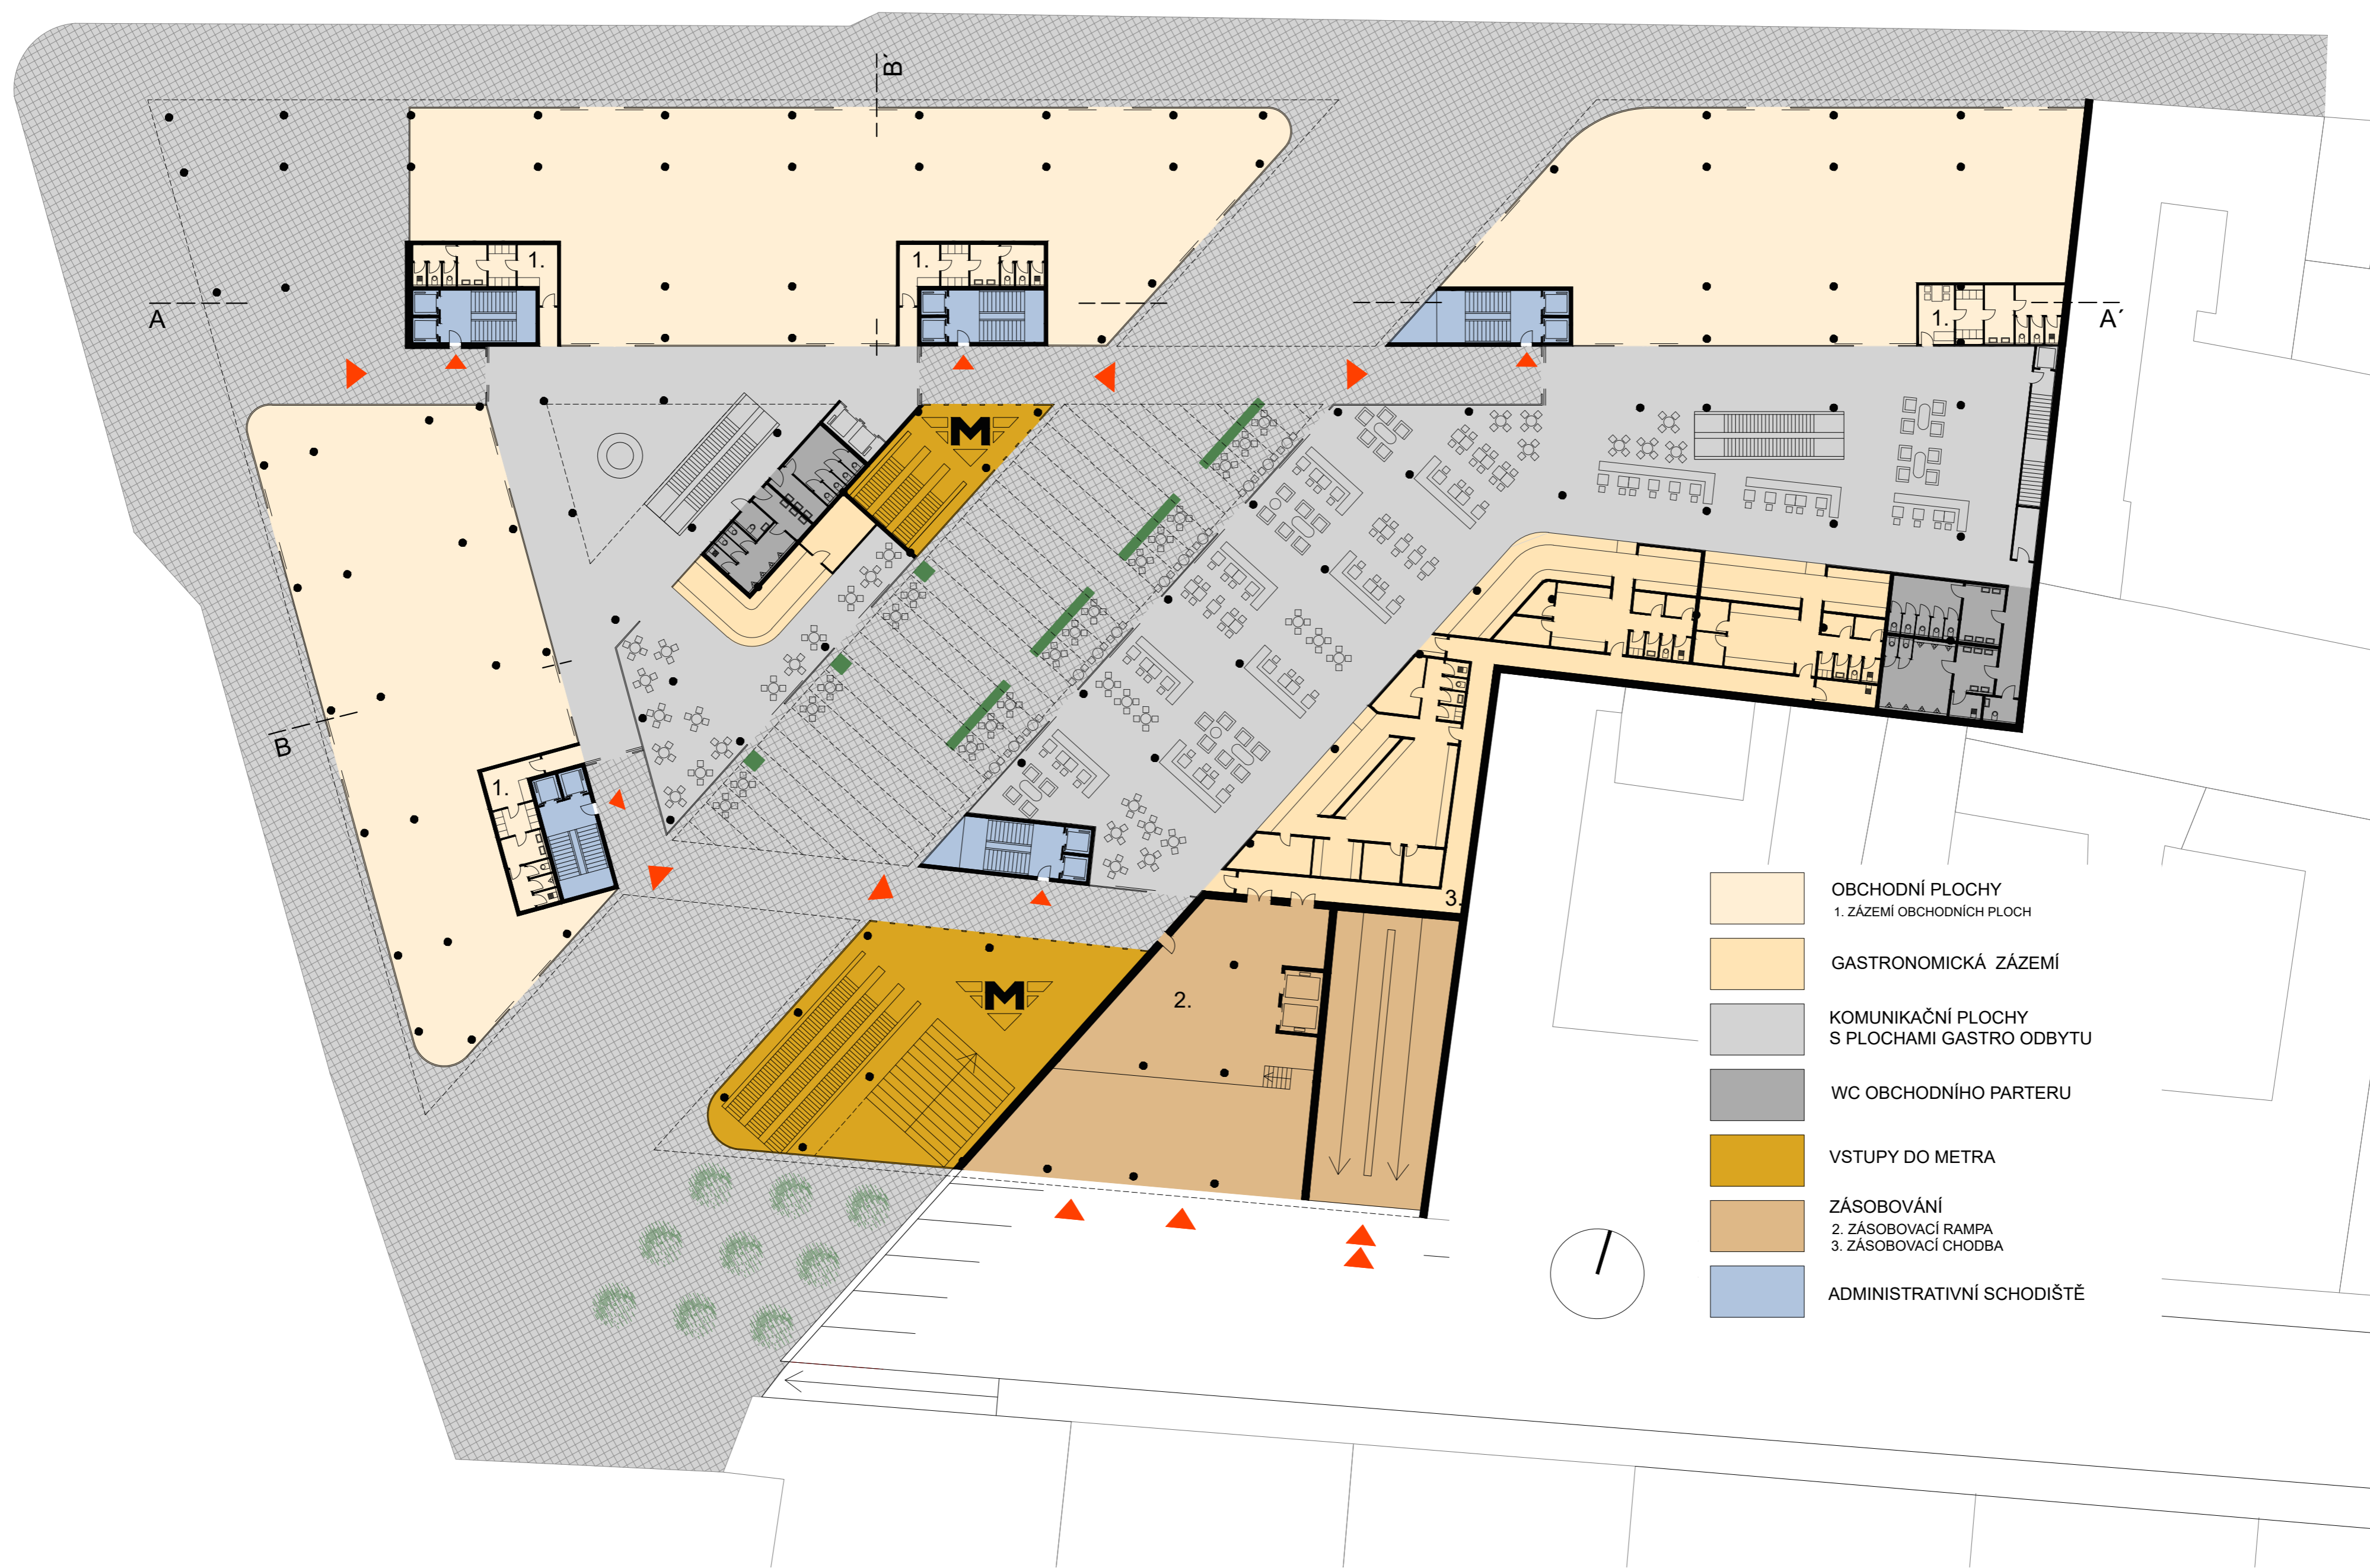 B´
1.
1.
A
1.
A´
M
B
1.
3.
2.
M
OBCHODNÍ PLOCHY
1. ZÁZEMÍ OBCHODNÍCH PLOCH
GASTRONOMICKÁ ZÁZEMÍ
KOMUNIKAČNÍ PLOCHY
S PLOCHAMI GASTRO ODBYTU
WC OBCHODNÍHO PARTERU
VSTUPY DO METRA
ZÁSOBOVÁNÍ
2. ZÁSOBOVACÍ RAMPA
3. ZÁSOBOVACÍ CHODBA
ADMINISTRATIVNÍ SCHODIŠTĚ